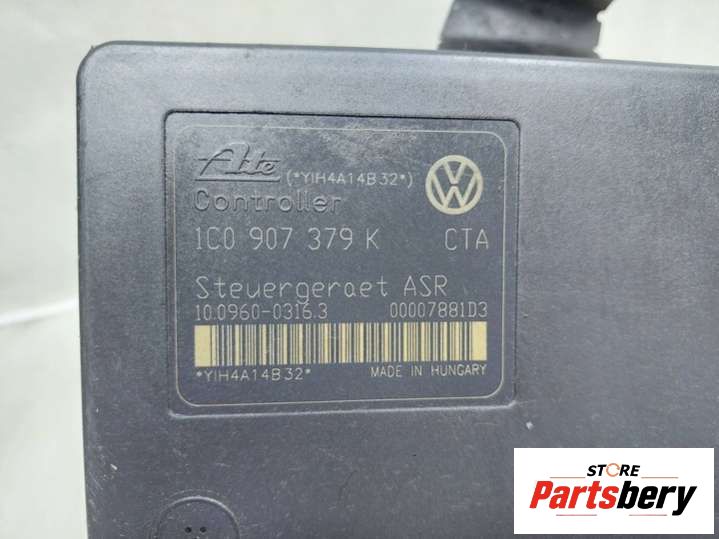 Ate (*YIH4A14B32*)
Controller
1C0 907 379 K CTA
Steuergeraet ASR
10.0960-0316.3 00007881D3
*YIH4A14B32* MADE IN HUNGARY
STORE
Partsbery